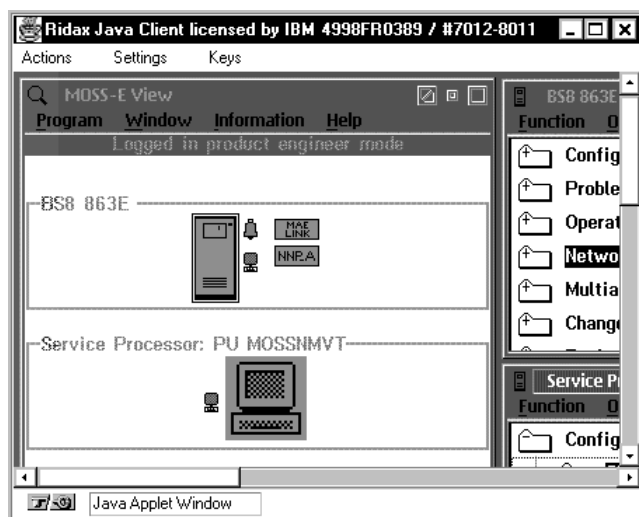 Ridax Java Client licensed by IBM 4998FR0389 / #7012-8011
Actions Settings Keys
MOSS-E View
Program Window Information Help
Logged in product engineer mode
BS8 863E
MAE
LINK
NNP.A
Service Processor: PU MOSSNMVT
BS8 863E
Function O
Config
Proble
Operat
Netwo
Multia
Change
Service Pr
Function O
Config
Java Applet Window